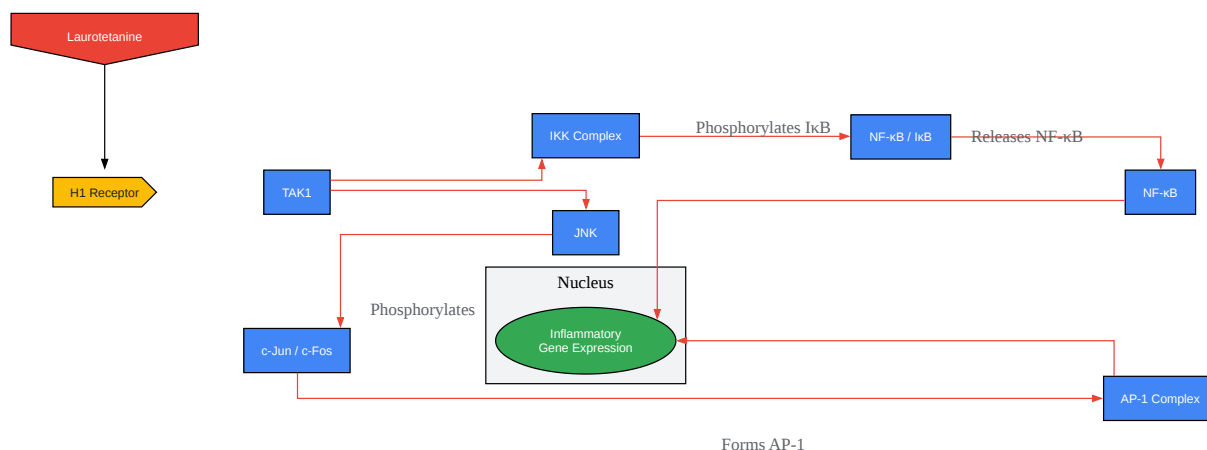 Laurotetanine
IKK Complex
Phosphorylates IκB
NF-κB / IκB
Releases NF-κB
H1 Receptor
TAK1
NF-κB
JNK
Nucleus
Phosphorylates
Inflammatory
Gene Expression
c-Jun / c-Fos
AP-1 Complex
Forms AP-1